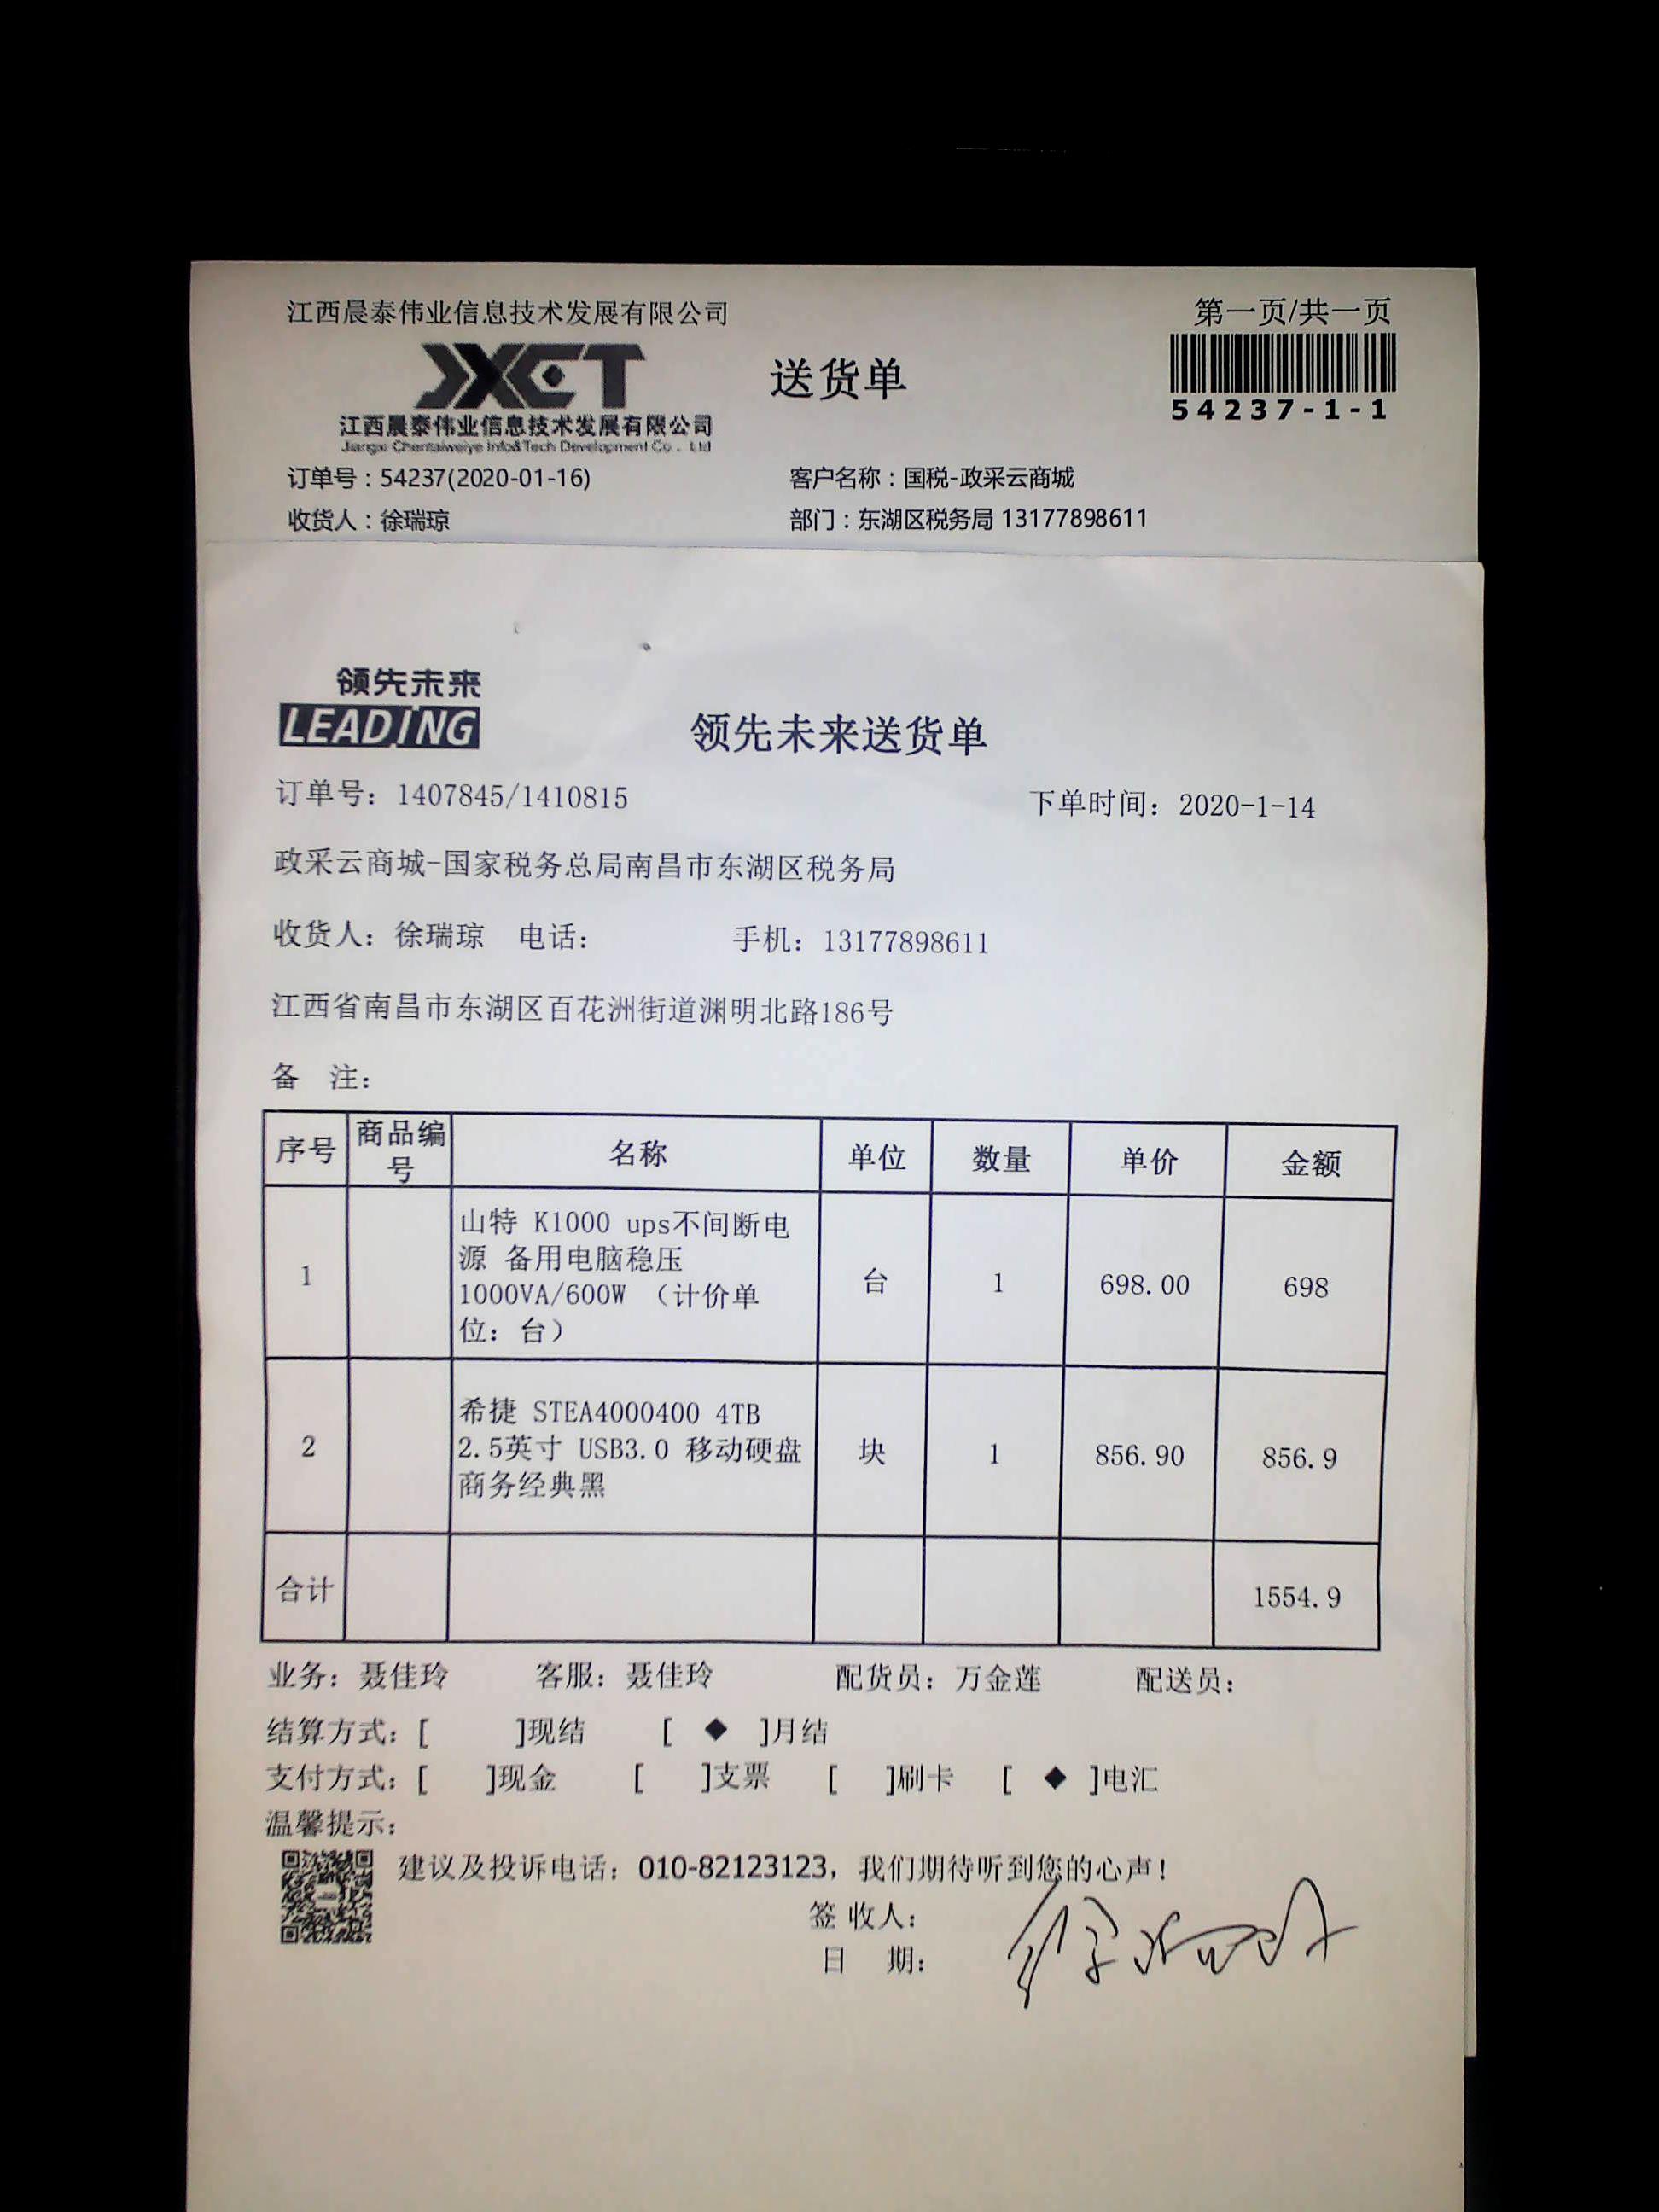 江西晨泰伟业信息技术发展有限公司
第一页/共一页
JXCT
送货单
54237-1-1
江西晨泰伟业信息技术发展有限公司
Jiangxi Chentaiweiye Info&Tech Development Co., Ltd
订单号：54237(2020-01-16)
客户名称：国税-政采云商城
收货人：徐瑞琼
部门：东湖区税务局 13177898611
领先未来
LEADING
领先未来送货单
订单号：1407845/1410815
下单时间：2020-1-14
政采云商城-国家税务总局南昌市东湖区税务局
收货人：徐瑞琼 电话： 手机：13177898611
江西省南昌市东湖区百花洲街道渊明北路186号
备 注：
序号 商品编号 名称 单位 数量 单价 金额
1 山特 K1000 ups不间断电
源 备用电脑稳压
1000VA/600W （计价单
位：台） 台 1 698.00 698
2 希捷 STEA4000400 4TB
2.5英寸 USB3.0 移动硬盘
商务经典黑 块 1 856.90 856.9
合计 1554.9
业务：聂佳玲 客服：聂佳玲 配货员：万金莲 配送员：
结算方式：[ ]现结 [ ◆ ]月结
支付方式：[ ]现金 [ ]支票 [ ]刷卡 [ ◆ ]电汇
温馨提示：
建议及投诉电话：010-82123123，我们期待听到您的心声！
签 收人：
日 期：